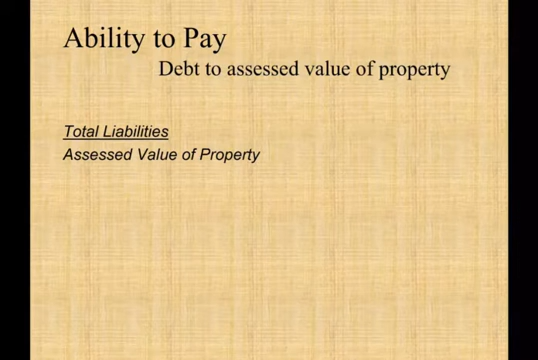 Ability to Pay
Debt to assessed value of property
Total Liabilities
Assessed Value of Property